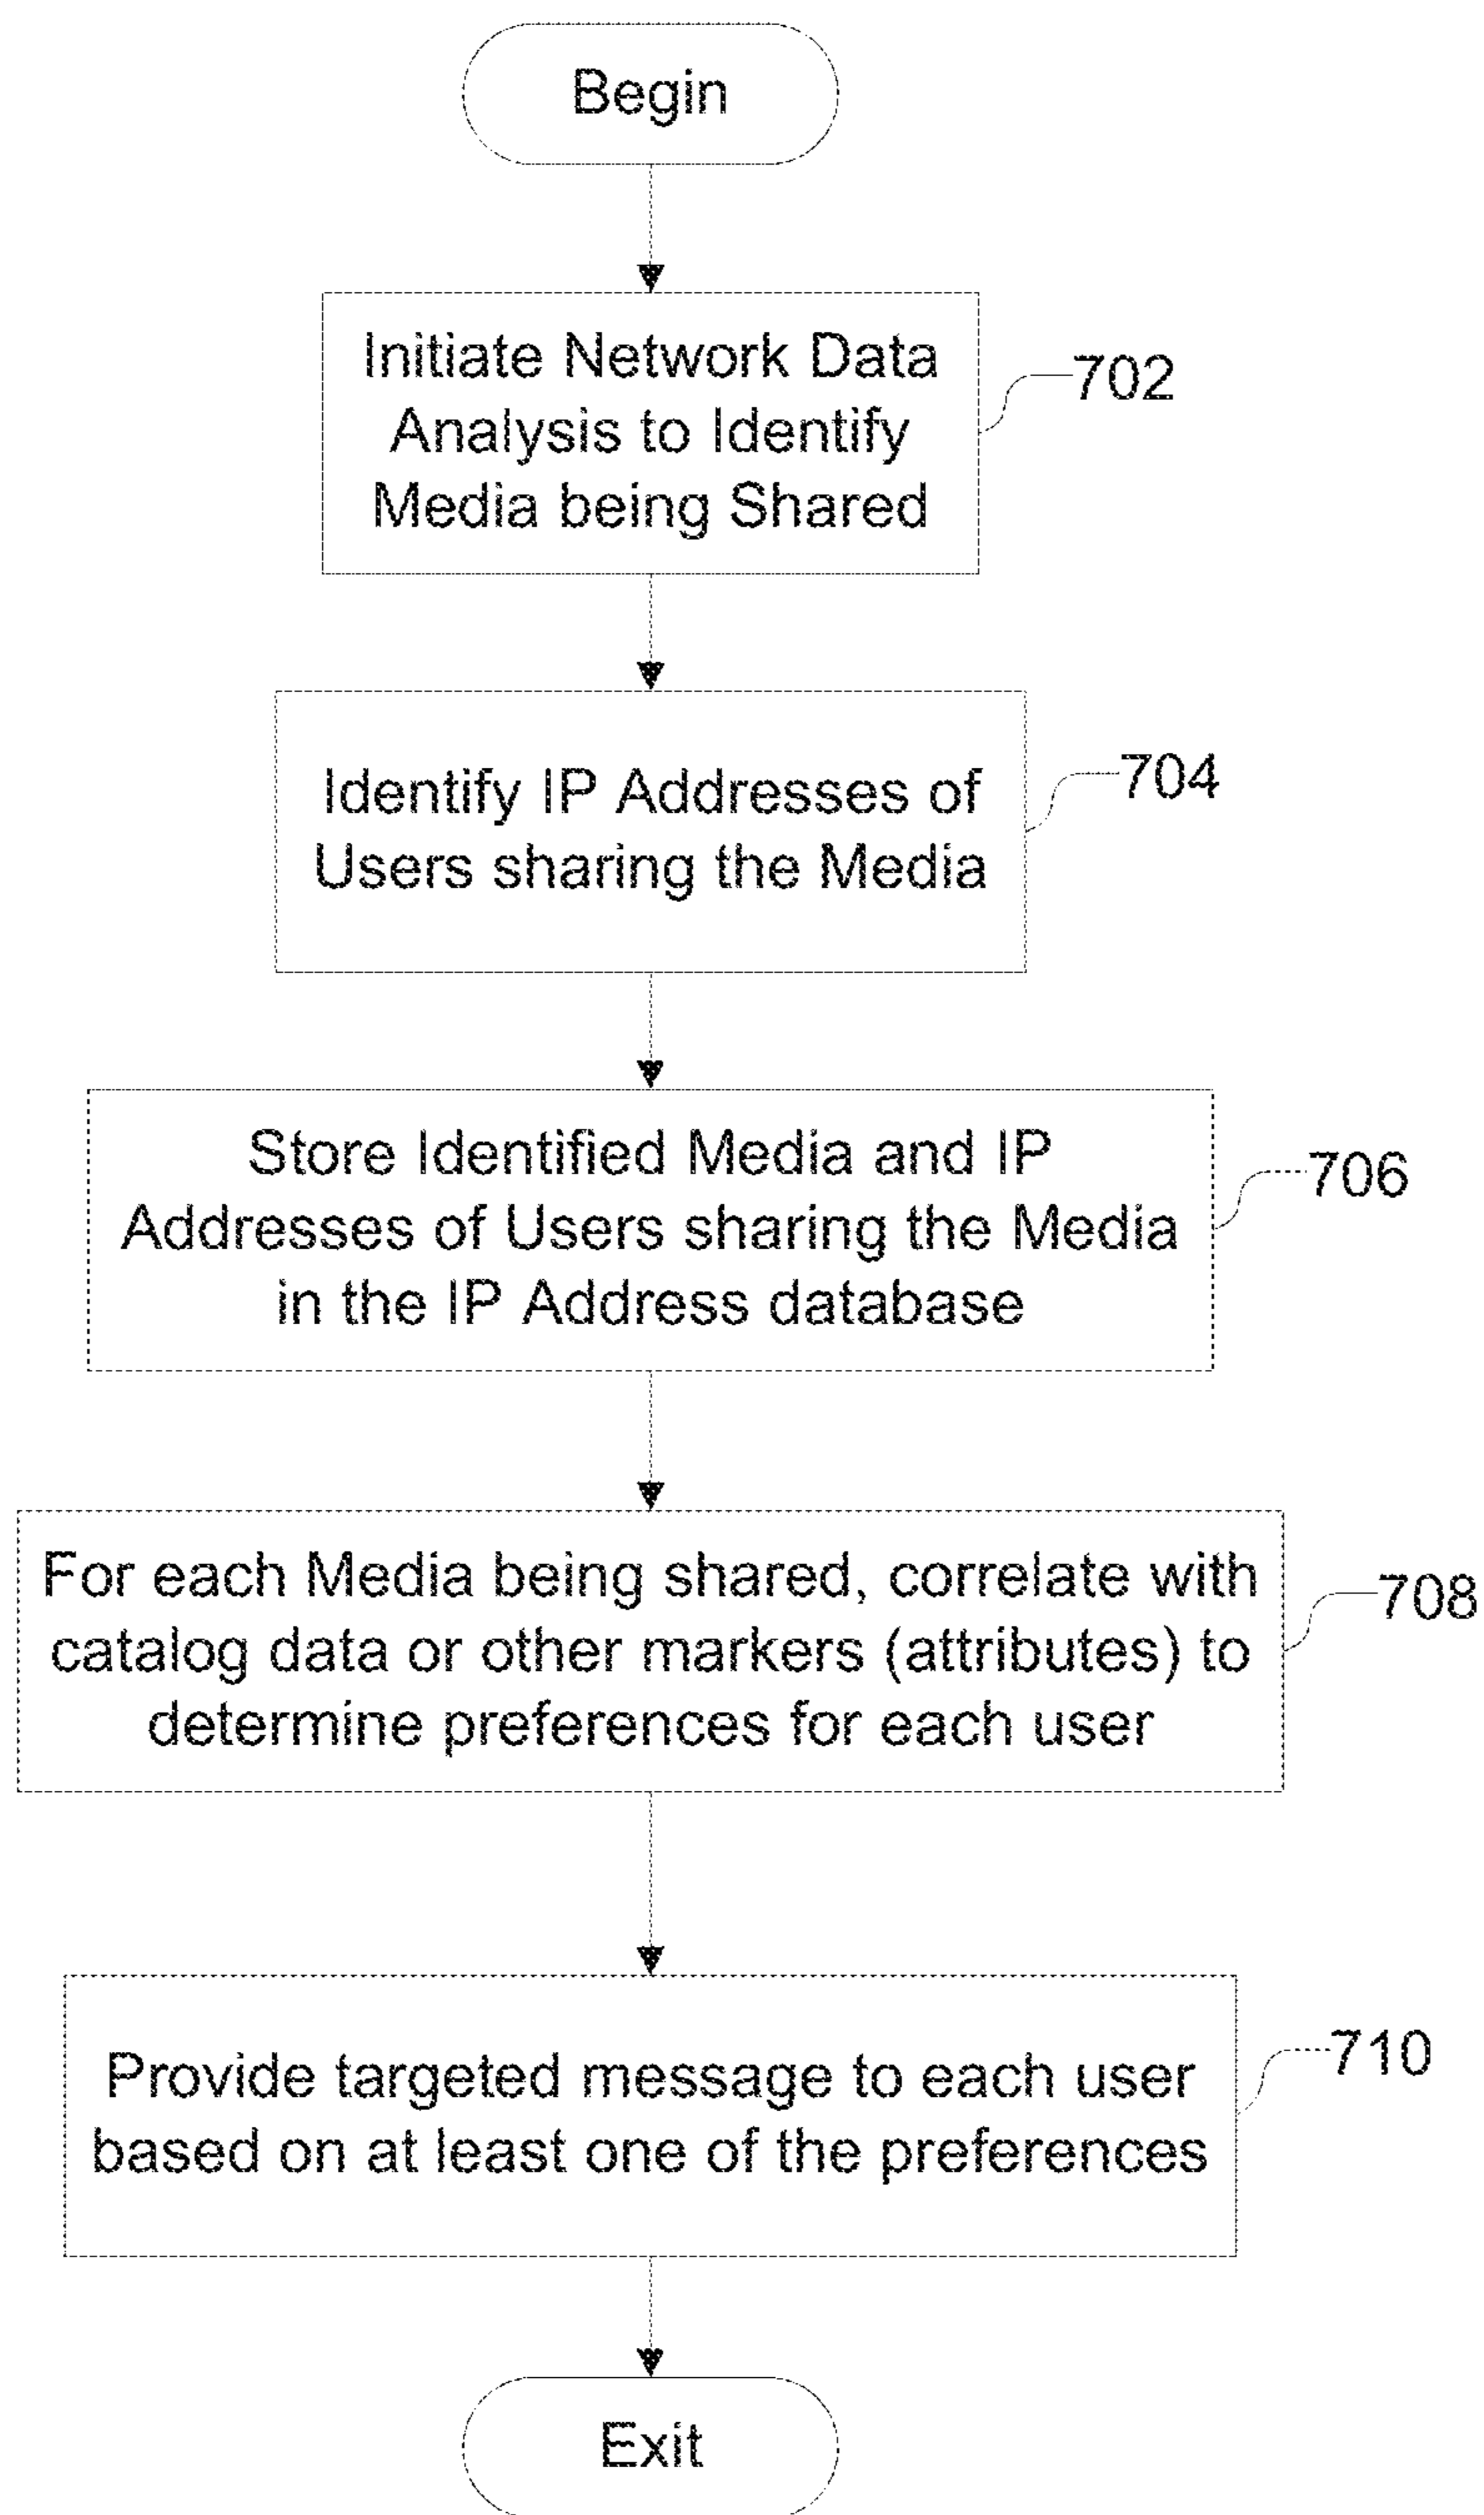 Begin
Initiate Network Data
Analysis to Identify
Media being Shared
702
Identify IP Addresses of
Users sharing the Media
704
Store Identified Media and IP
Addresses of Users sharing the Media
in the IP Address database
706
For each Media being shared, correlate with
catalog data or other markers (attributes) to
determine preferences for each user
708
Provide targeted message to each user
based on at least one of the preferences
710
Exit